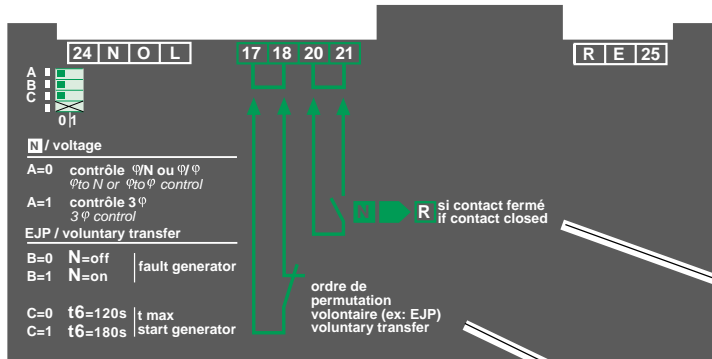 24 N O L
17 18 20 21
R E 25
A
B
C
0 1
N / voltage
A=0 contrôle φ/N ou φ/φ
φto N or φto φ control
A=1 contrôle 3 φ
3 φ control
EJP / voluntary transfer
B=0 N=off
B=1 N=on
fault generator
C=0 t6=120s
C=1 t6=180s
t max
start generator
N R si contact fermé
if contact closed
ordre de
permutation
volontaire (ex: EJP)
voluntary transfer